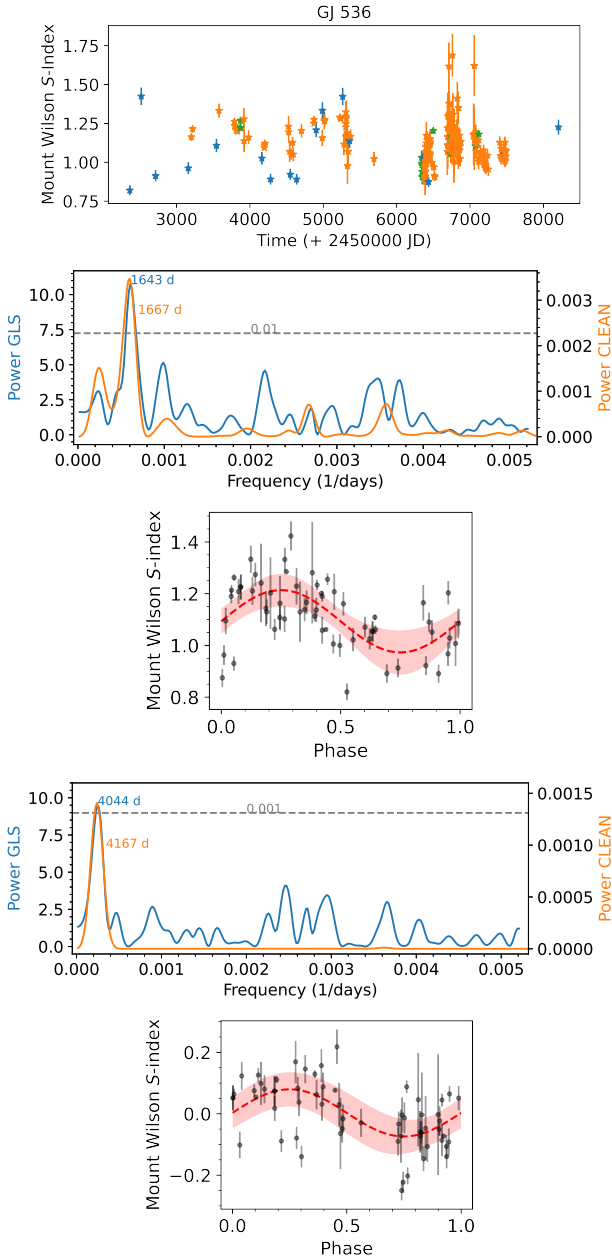 GJ 536
Mount Wilson S-Index
1.75
1.50
1.25
1.00
0.75
3000 4000 5000 6000 7000 8000
Time (+ 2450000 JD)
Power GLS
10.0
7.5
5.0
2.5
0.0
1643 d
1667 d
0.01
0.003
0.002
0.001
0.000
Power CLEAN
0.000 0.001 0.002 0.003 0.004 0.005
Frequency (1/days)
Mount Wilson S-index
1.4
1.2
1.0
0.8
0.0 0.5 1.0
Phase
Power GLS
10.0
7.5
5.0
2.5
0.0
4044 d
4167 d
0.001
0.0015
0.0010
0.0005
0.0000
Power CLEAN
0.000 0.001 0.002 0.003 0.004 0.005
Frequency (1/days)
Mount Wilson S-index
0.2
0.0
−0.2
0.0 0.5 1.0
Phase